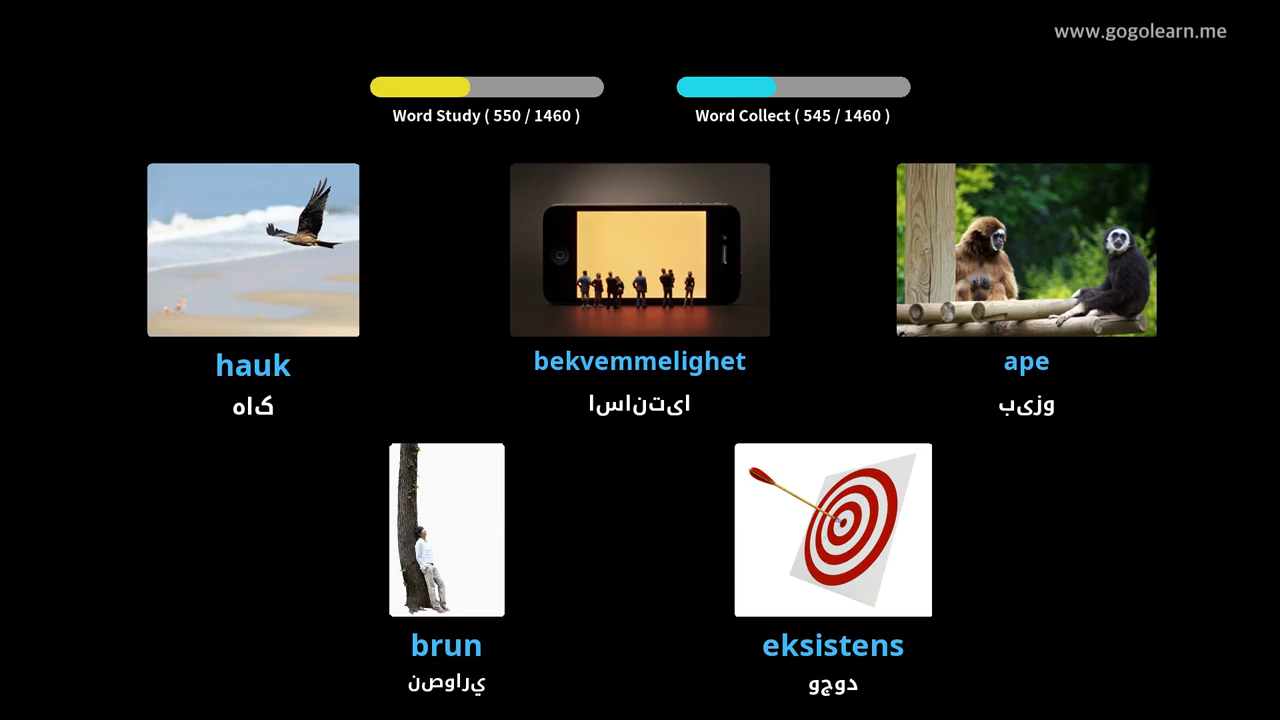 www.gogolearn.me
Word Study ( 550 / 1460 )
Word Collect ( 545 / 1460 )
hauk
bekvemmelighet
ape
کاه
ایتناسا
وزیب
brun
eksistens
يراوصن
دوجو